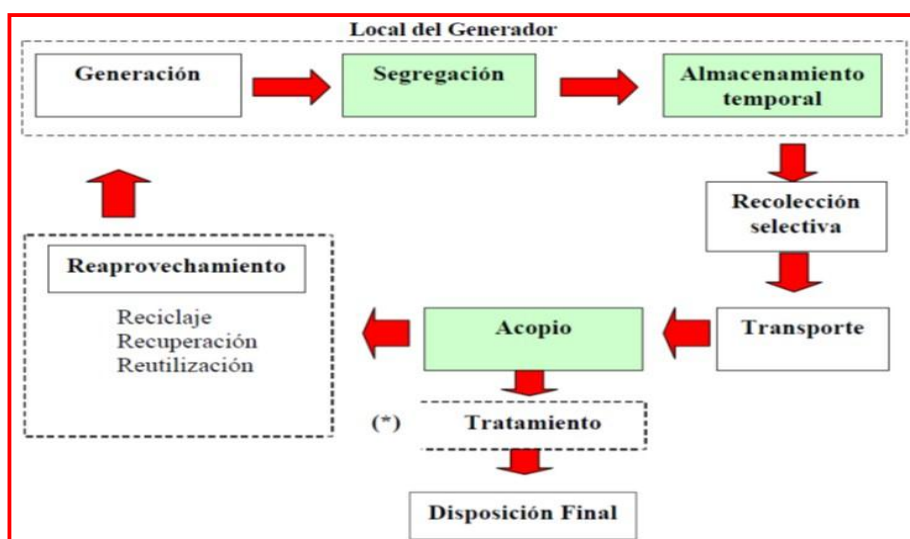 Local del Generador
Generación
Segregación
Almacenamiento
temporal
Recolección
selectiva
Transporte
Acopio
Reaprovechamiento
Reciclaje
Recuperación
Reutilización
(*)
Tratamiento
Disposición Final